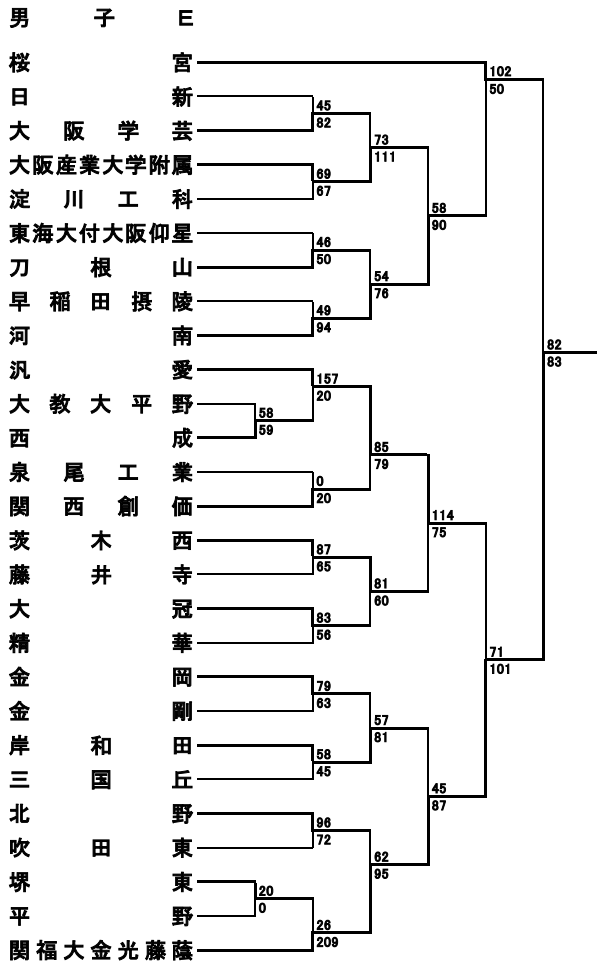 男子E
桜宮
102
50
日新
45
82
大阪学芸
73
111
大阪産業大学附属
69
67
淀川工科
58
90
東海大付大阪仰星
46
50
刀根山
54
76
早稲田摂陵
49
94
河南
82
83
汎愛
157
20
大教大平野
58
59
西成
85
79
泉尾工業
0
20
関西創価
114
75
茨木西
87
65
藤井寺
81
60
大冠
83
56
精華
71
101
金岡
79
63
金剛
57
81
岸和田
58
45
三国丘
45
87
北野
96
72
吹田東
62
95
堺東
20
0
平野
26
209
関福大金光藤蔭